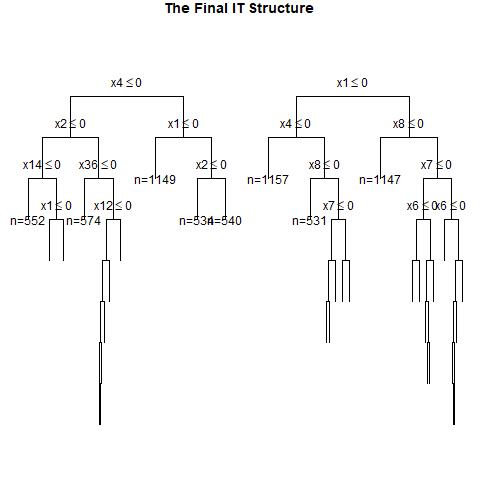 The Final IT Structure
x4 ≤ 0 x1 ≤ 0
x2 ≤ 0 x1 ≤ 0 x4 ≤ 0 x8 ≤ 0
x14 ≤ 0 x36 ≤ 0 x2 ≤ 0 x8 ≤ 0 x7 ≤ 0
n=1149 n=1157 n=1147
x1 ≤ 0 x12 ≤ 0 x7 ≤ 0 x6 ≤ 0 x6 ≤ 0
n=552 n=574 n=534 n=540 n=531